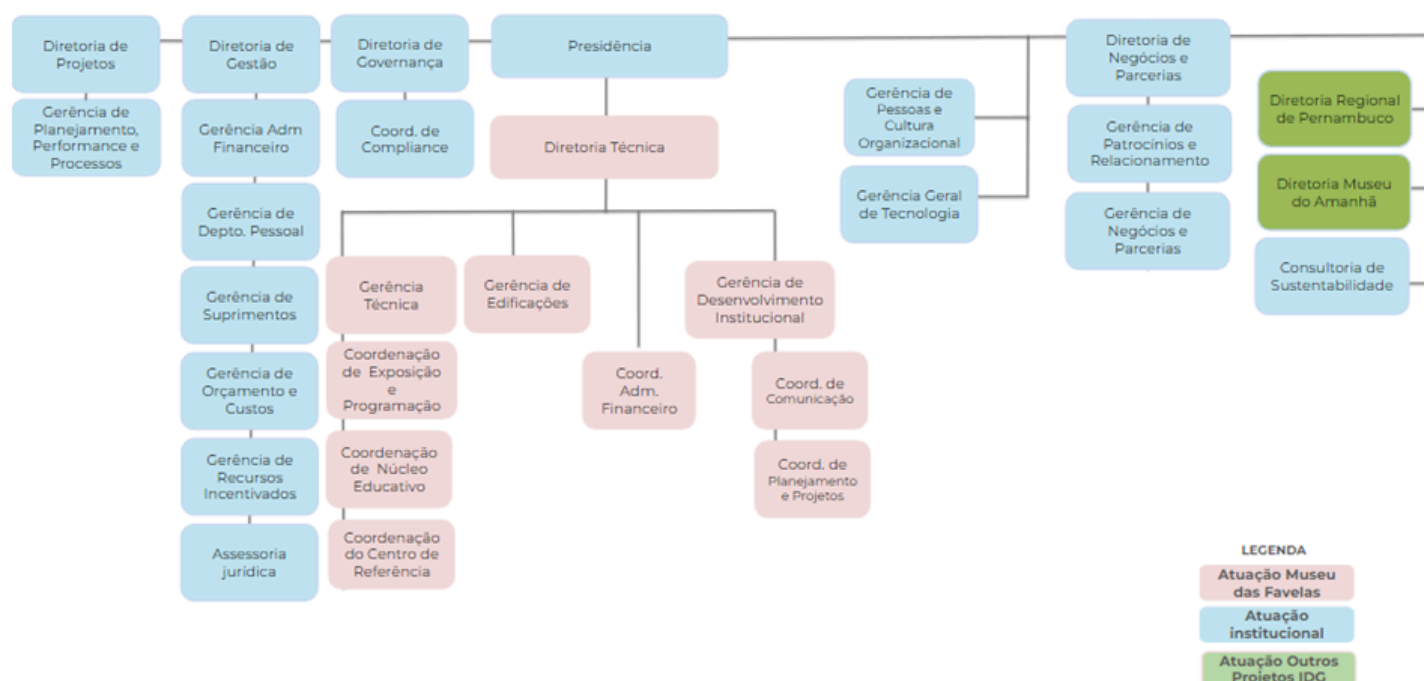 Diretoria de
Projetos
Gerência de
Planejamento,
Performance e
Processos
Diretoria de
Gestão
Gerência Adm
Financeiro
Gerência de
Depto. Pessoal
Gerência de
Suprimentos
Gerência de
Orçamento e
Custos
Gerência de
Recursos
Incentivados
Assessoria
jurídica
Diretoria de
Governança
Coord. de
Compliance
Presidência
Diretoria Técnica
Gerência
Técnica
Coordenação
de Exposição
e
Programação
Coordenação
de Núcleo
Educativo
Coordenação
do Centro de
Referência
Gerência de
Edificações
Coord.
Adm.
Financeiro
Gerência de
Desenvolvimento
Institucional
Coord. de
Comunicação
Coord. de
Planejamento
e Projetos
Gerência de
Pessoas e
Cultura
Organizacional
Gerência Geral
de Tecnologia
Diretoria de
Negócios e
Parcerias
Gerência de
Patrocínios e
Relacionamento
Gerência de
Negócios e
Parcerias
Diretoria Regional
de Pernambuco
Diretoria Museu
do Amanhã
Consultoria de
Sustentabilidade
LEGENDA
Atuação Museu
das Favelas
Atuação
institucional
Atuação Outros
Projetos IDG